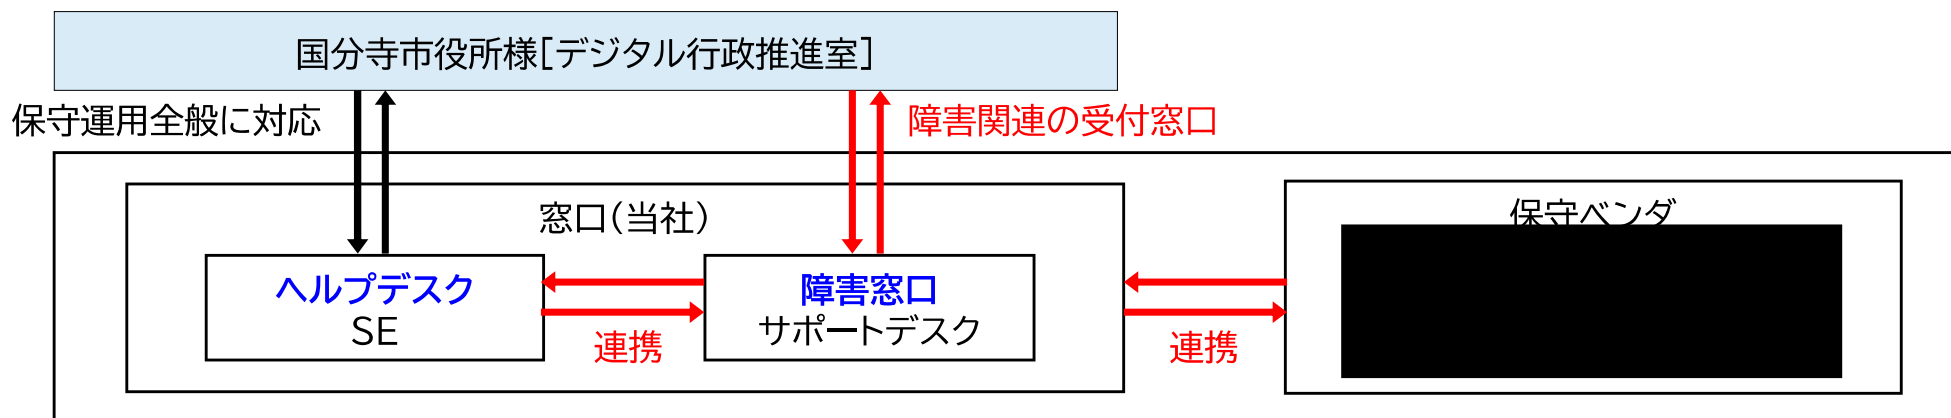 国分寺市役所様[デジタル行政推進室]
保守運用全般に対応
障害関連の受付窓口
窓口(当社)
保守ベンダ
ヘルプデスク
SE
障害窓口
サポートデスク
連携
連携